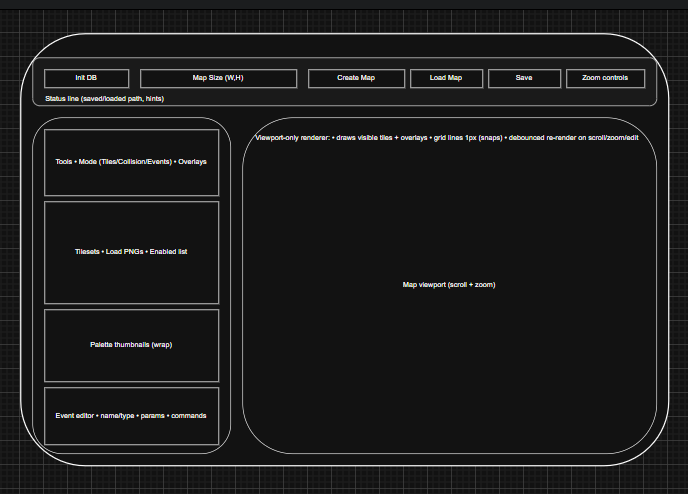 Init DB
Map Size (W,H)
Create Map
Load Map
Save
Zoom controls
Status line (saved/loaded path, hints)
Tools • Mode (Tiles/Collision/Events) • Overlays
Tilesets • Load PNGs • Enabled list
Palette thumbnails (wrap)
Event editor • name/type • params • commands
Viewport-only renderer: • draws visible tiles + overlays • grid lines 1px (snaps) • debounced re-render on scroll/zoom/edit
Map viewport (scroll + zoom)